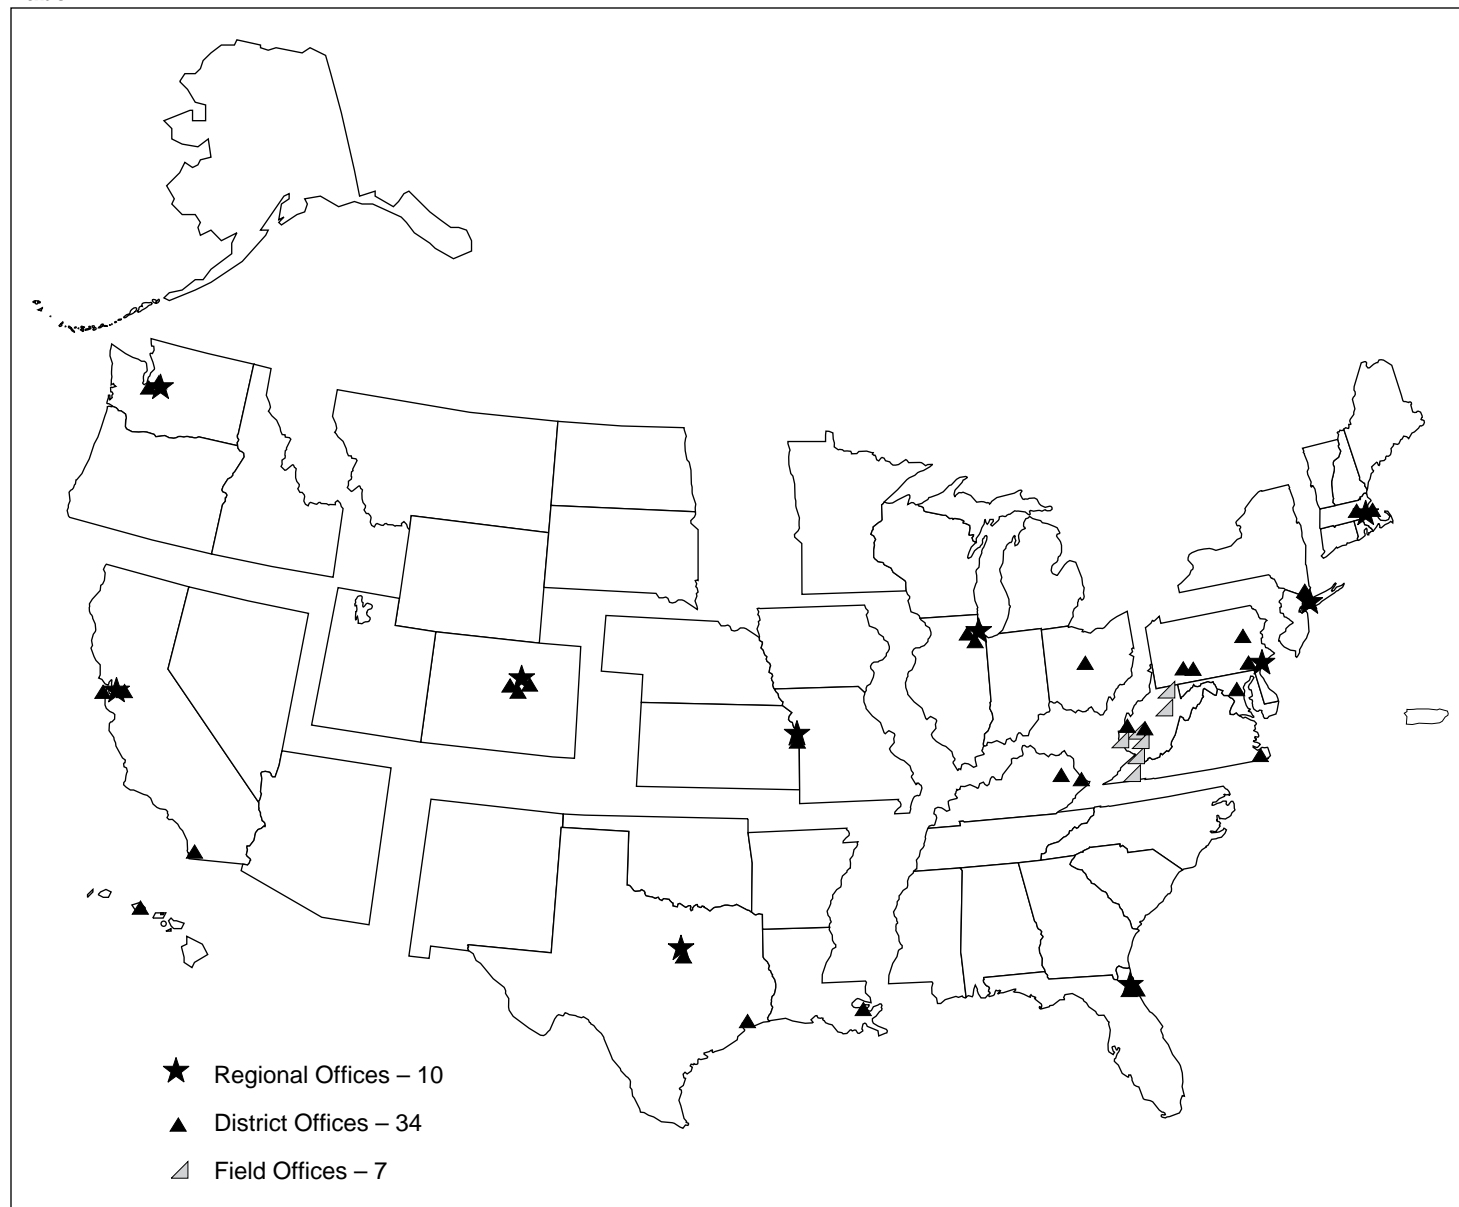 Regional Offices – 10
District Offices – 34
Field Offices – 7